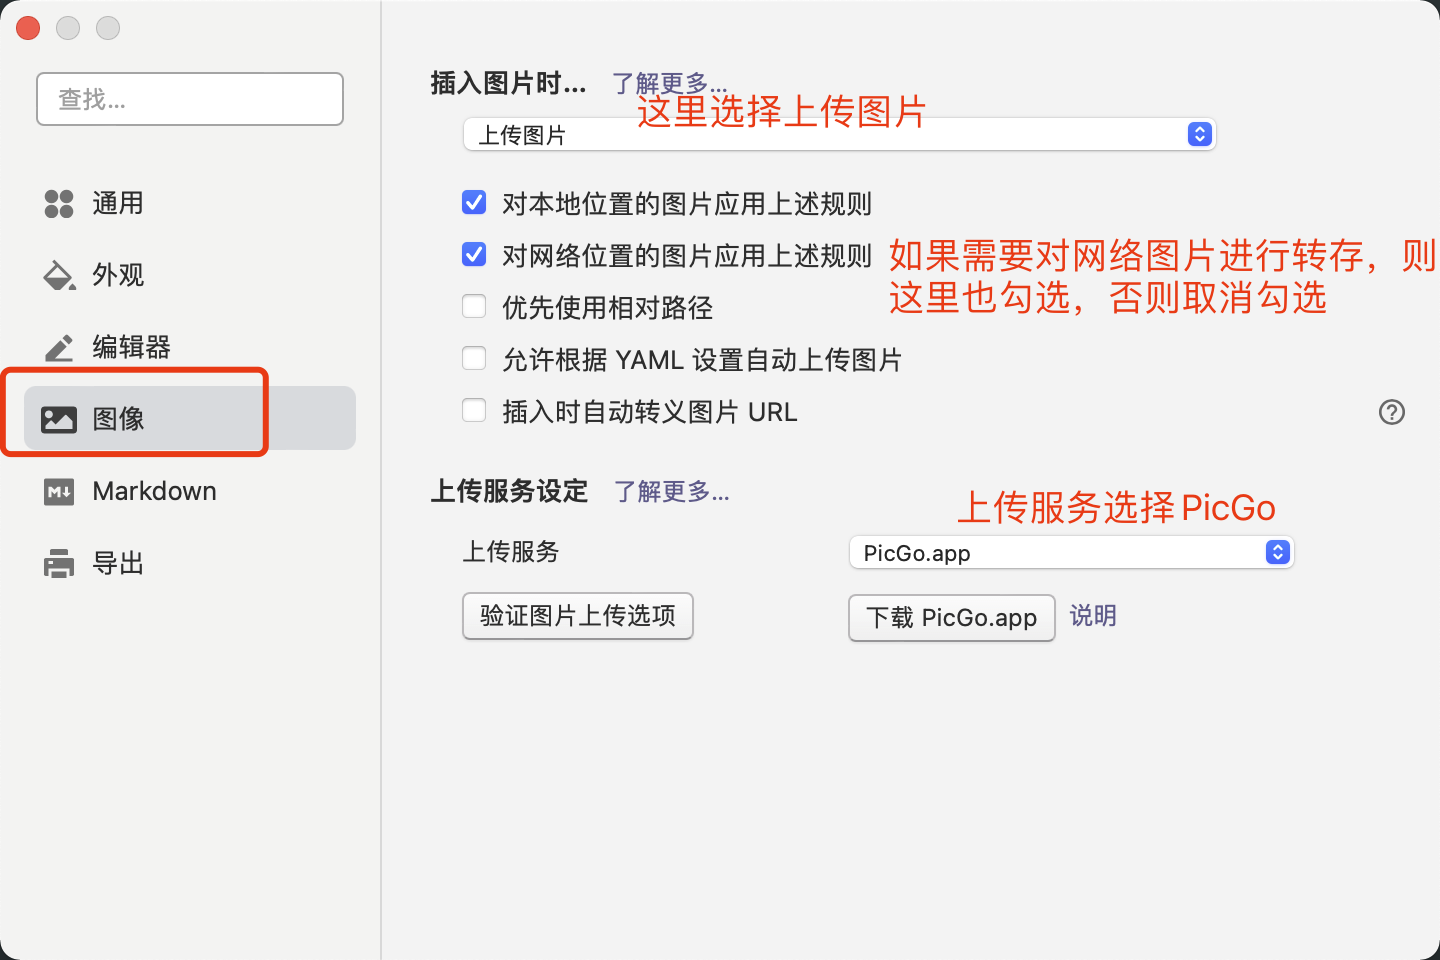 查找...
通用
外观
编辑器
图像
Markdown
导出
插入图片时... 了解更多...
这里选择上传图片
上传图片
对本地位置的图片应用上述规则
对网络位置的图片应用上述规则
如果需要对网络图片进行转存，则
这里也勾选，否则取消勾选
优先使用相对路径
允许根据 YAML 设置自动上传图片
插入时自动转义图片 URL
上传服务设定 了解更多...
上传服务选择PicGo
上传服务 PicGo.app
验证图片上传选项 下载 PicGo.app 说明